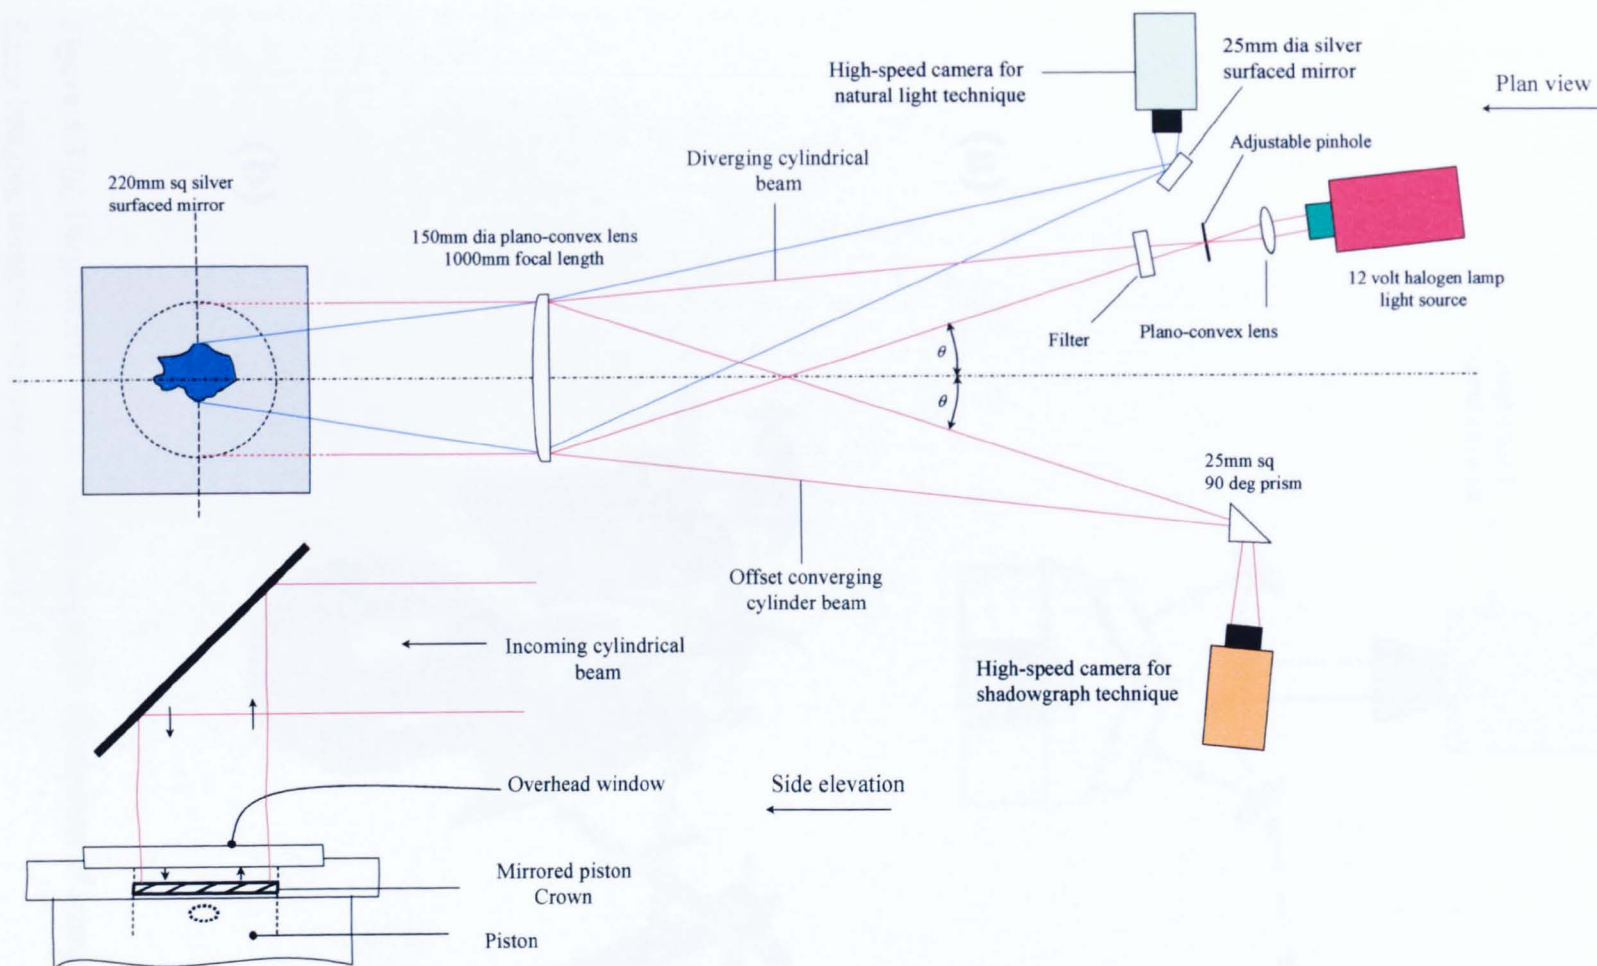 High-speed camera for
natural light technique
25mm dia silver
surfaced mirror
Plan view
Adjustable pinhole
Diverging cylindrical
beam
220mm sq silver
surfaced mirror
150mm dia plano-convex lens
1000mm focal length
12 volt halogen lamp
light source
Filter
Plano-convex lens
θ
θ
25mm sq
90 deg prism
Offset converging
cylinder beam
Incoming cylindrical
beam
High-speed camera for
shadowgraph technique
Overhead window
Side elevation
Mirrored piston
Crown
Piston
(a)
(b)